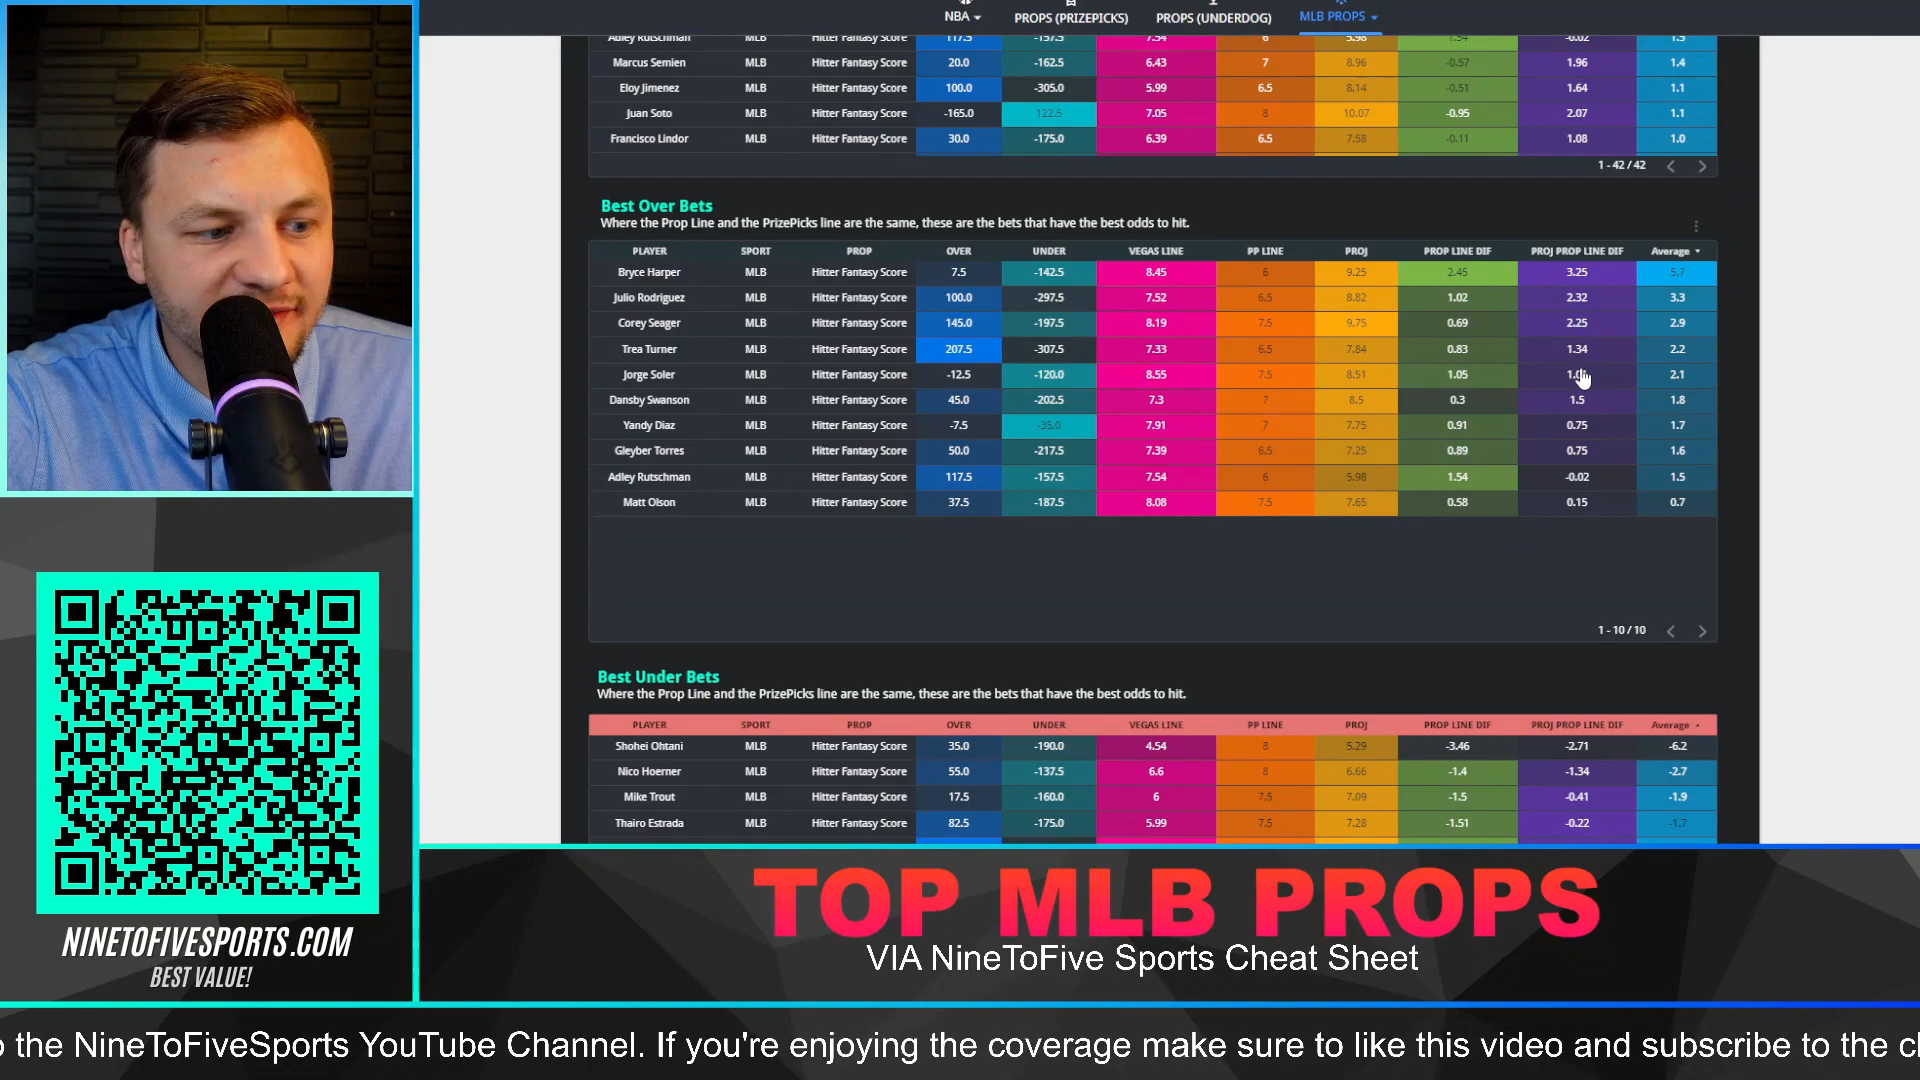 NBA PROPS (PRIZEPICKS) PROPS (UNDERDOG) MLB PROPS
Adley Rutschman MLB Hitter Fantasy Score 117.5 -157.5 7.54 6 5.98 1.54 -0.02 1.5
Marcus Semien MLB Hitter Fantasy Score 20.0 -162.5 6.43 7 8.96 -0.57 1.96 1.4
Eloy Jimenez MLB Hitter Fantasy Score 100.0 -305.0 5.99 6.5 8.14 -0.51 1.64 1.1
Juan Soto MLB Hitter Fantasy Score -165.0 122.5 7.05 8 10.07 -0.95 2.07 1.1
Francisco Lindor MLB Hitter Fantasy Score 30.0 -175.0 6.39 6.5 7.58 -0.11 1.08 1.0
1 - 42 / 42
Best Over Bets
Where the Prop Line and the PrizePicks line are the same, these are the bets that have the best odds to hit.
PLAYER SPORT PROP OVER UNDER VEGAS LINE PP LINE PROJ PROP LINE DIF PROJ PROP LINE DIF Average
Bryce Harper MLB Hitter Fantasy Score 7.5 -142.5 8.45 6 9.25 2.45 3.25 5.7
Julio Rodriguez MLB Hitter Fantasy Score 100.0 -297.5 7.52 6.5 8.82 1.02 2.32 3.3
Corey Seager MLB Hitter Fantasy Score 145.0 -197.5 8.19 7.5 9.75 0.69 2.25 2.9
Trea Turner MLB Hitter Fantasy Score 207.5 -307.5 7.33 6.5 7.84 0.83 1.34 2.2
Jorge Soler MLB Hitter Fantasy Score -12.5 -120.0 8.55 7.5 8.51 1.05 2.1
Dansby Swanson MLB Hitter Fantasy Score 45.0 -202.5 7.3 7 8.5 0.3 1.5 1.8
Yandy Diaz MLB Hitter Fantasy Score -7.5 -35.0 7.91 7 7.75 0.91 0.75 1.7
Gleyber Torres MLB Hitter Fantasy Score 50.0 -217.5 7.39 6.5 7.25 0.89 0.75 1.6
Adley Rutschman MLB Hitter Fantasy Score 117.5 -157.5 7.54 6 5.98 1.54 -0.02 1.5
Matt Olson MLB Hitter Fantasy Score 37.5 -187.5 8.08 7.5 7.65 0.58 0.15 0.7
1 - 10 / 10
Best Under Bets
Where the Prop Line and the PrizePicks line are the same, these are the bets that have the best odds to hit.
PLAYER SPORT PROP OVER UNDER VEGAS LINE PP LINE PROJ PROP LINE DIF PROJ PROP LINE DIF Average
Shohei Ohtani MLB Hitter Fantasy Score 35.0 -190.0 4.54 8 5.29 -3.46 -2.71 -6.2
Nico Hoerner MLB Hitter Fantasy Score 55.0 -137.5 6.6 8 6.66 -1.4 -1.34 -2.7
Mike Trout MLB Hitter Fantasy Score 17.5 -160.0 6 7.5 7.09 -1.5 -0.41 -1.9
Thairo Estrada MLB Hitter Fantasy Score 82.5 -175.0 5.99 7.5 7.28 -1.51 -0.22 -1.7
NINETOFIVESPORTS.COM
BEST VALUE!
TOP MLB PROPS
VIA NineToFive Sports Cheat Sheet
o the NineToFiveSports YouTube Channel. If you're enjoying the coverage make sure to like this video and subscribe to the c